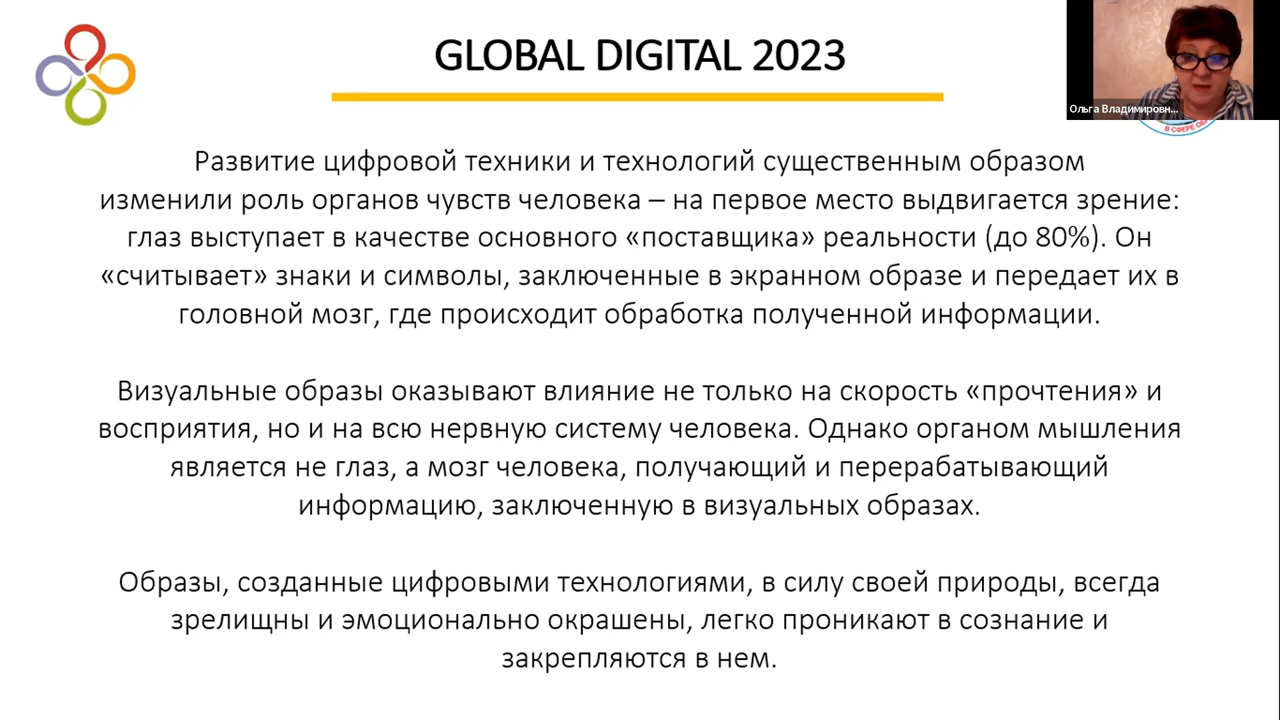 GLOBAL DIGITAL 2023
Ольга Владимировн...
В СФЕРЕ
Развитие цифровой техники и технологий существенным образом
изменили роль органов чувств человека – на первое место выдвигается зрение:
глаз выступает в качестве основного «поставщика» реальности (до 80%). Он
«считывает» знаки и символы, заключенные в экранном образе и передает их в
головной мозг, где происходит обработка полученной информации.
Визуальные образы оказывают влияние не только на скорость «прочтения» и
восприятия, но и на всю нервную систему человека. Однако органом мышления
является не глаз, а мозг человека, получающий и перерабатывающий
информацию, заключенную в визуальных образах.
Образы, созданные цифровыми технологиями, в силу своей природы, всегда
зрелищны и эмоционально окрашены, легко проникают в сознание и
закрепляются в нем.